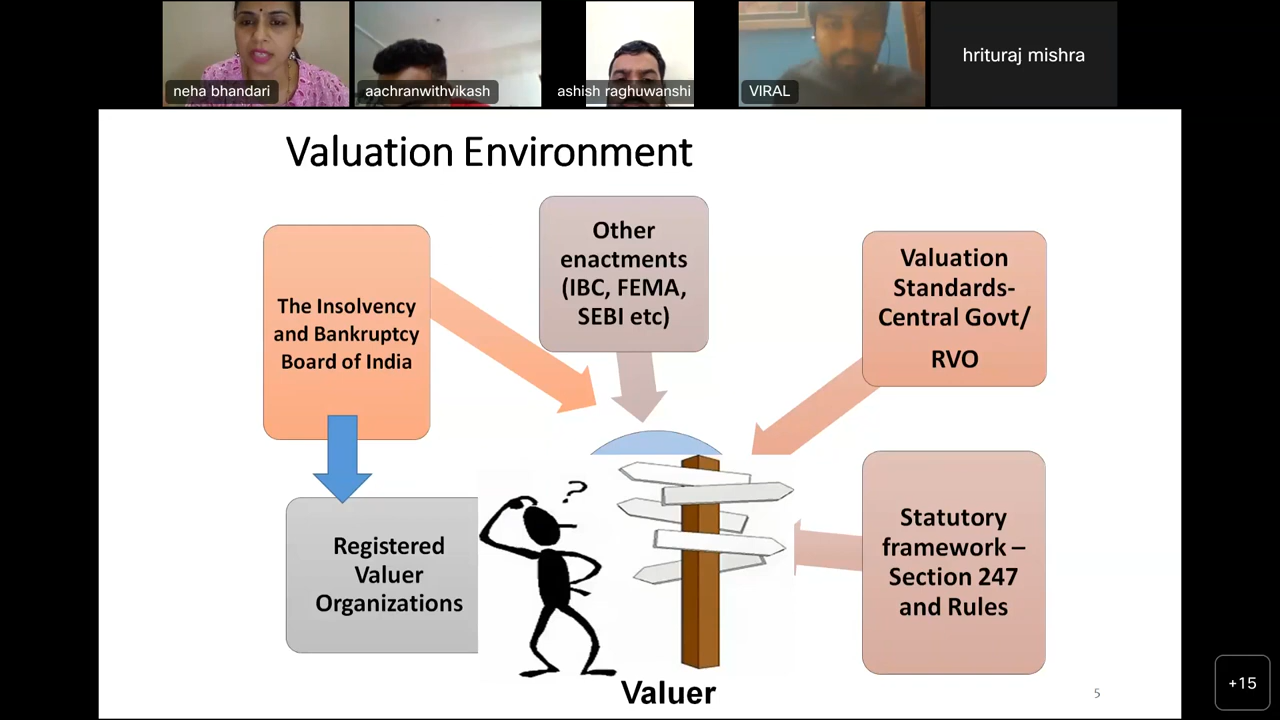 neha bhandari
aachranwithvikash
ashish raghuwanshi
VIRAL
hrituraj mishra
Valuation Environment
The Insolvency
and Bankruptcy
Board of India
Other
enactments
(IBC, FEMA,
SEBI etc)
Valuation
Standards-
Central Govt/
RVO
Registered
Valuer
Organizations
?
Statutory
framework –
Section 247
and Rules
Valuer
5
+15